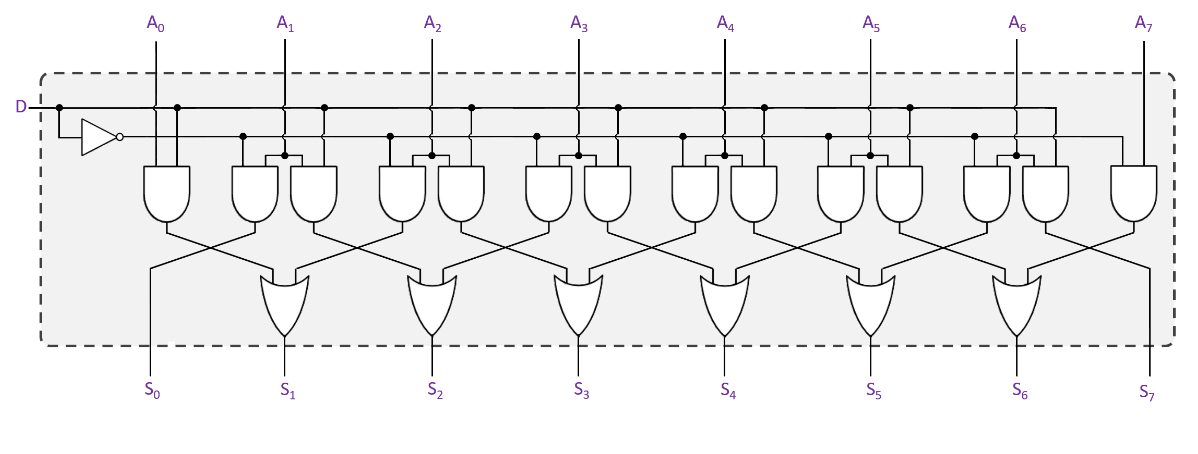 A₀ A₁ A₂ A₃ A₄ A₅ A₆ A₇
D
S₀ S₁ S₂ S₃ S₄ S₅ S₆ S₇